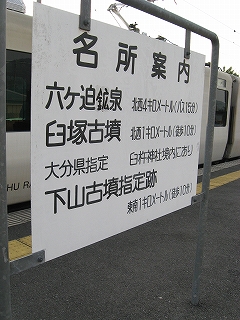 名所案内
六ケ迫鉱泉 北西4キロメートル(バス15分)
臼塚古墳 北西1キロメートル(徒歩10分)
大分県指定 臼杵神社境内にあり
下山古墳指定跡
東南1キロメートル(徒歩10分)
HU RA